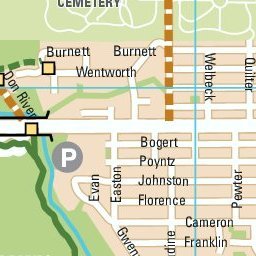 CEMETERY
Burnett
Burnett
Wentworth
Don River
Welbeck
Quilter
P
Bogert
Poyntz
Johnston
Florence
Evan
Easton
Pewter
Cameron
Franklin